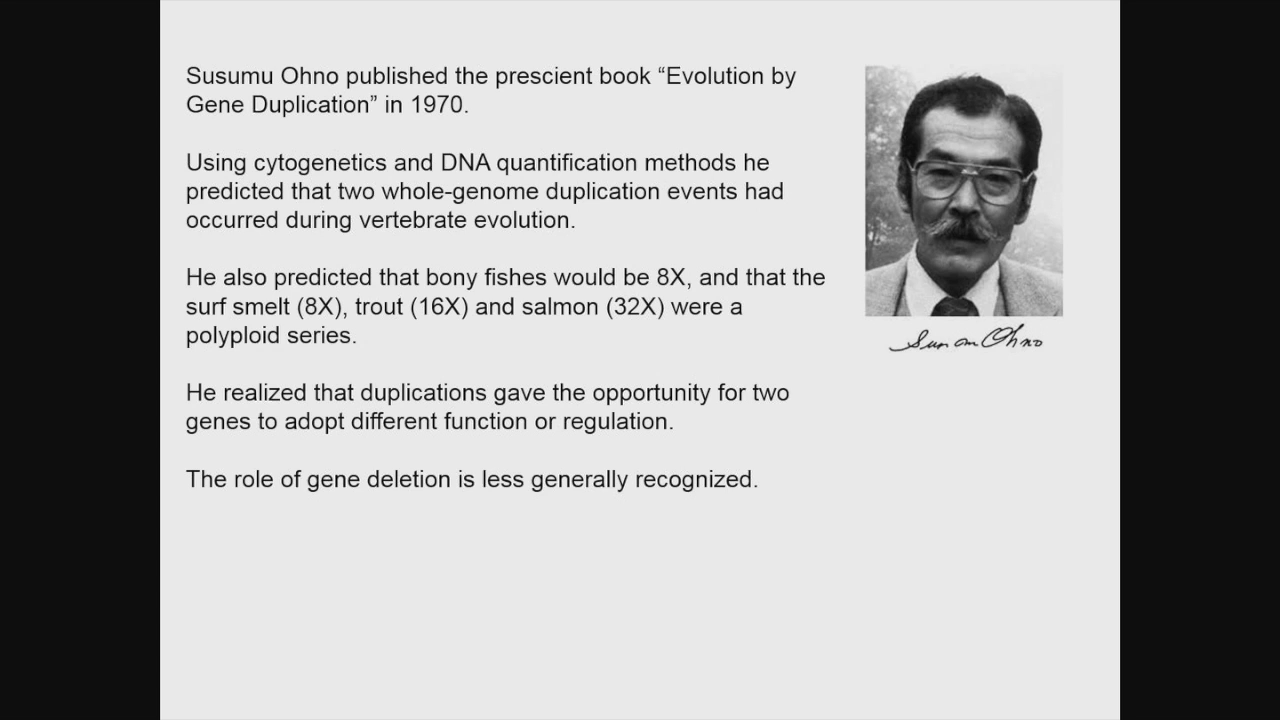 Susumu Ohno published the prescient book “Evolution by
Gene Duplication” in 1970.
Using cytogenetics and DNA quantification methods he
predicted that two whole-genome duplication events had
occurred during vertebrate evolution.
He also predicted that bony fishes would be 8X, and that the
surf smelt (8X), trout (16X) and salmon (32X) were a
polyploid series.
He realized that duplications gave the opportunity for two
genes to adopt different function or regulation.
The role of gene deletion is less generally recognized.
Susumu Ohno